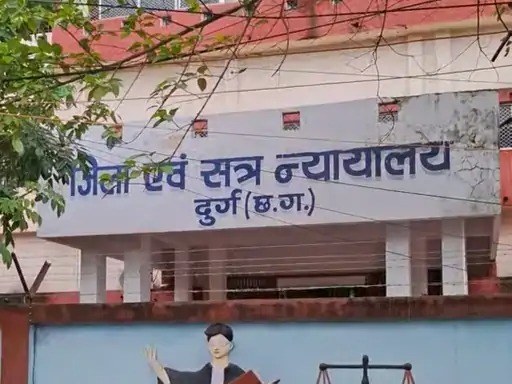 जिला एवं सत्र न्यायालय
दुर्ग (छ.ग.)